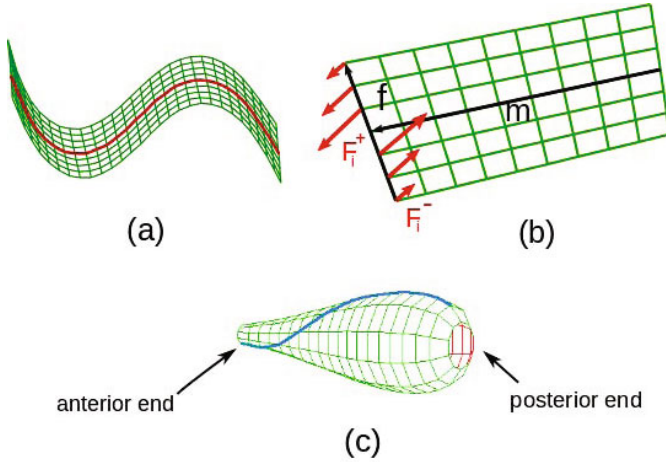 f
m
F_i^+
F_i^-
(a)
(b)
anterior end
posterior end
(c)